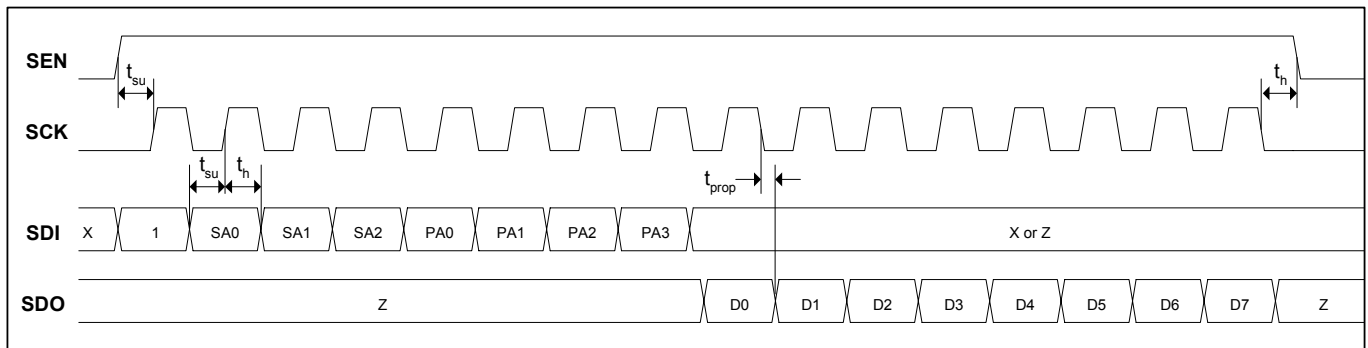 SEN
t_su
t_h
SCK
t_su t_h
t_prop
SDI X 1 SA0 SA1 SA2 PA0 PA1 PA2 PA3 X or Z
SDO Z D0 D1 D2 D3 D4 D5 D6 D7 Z